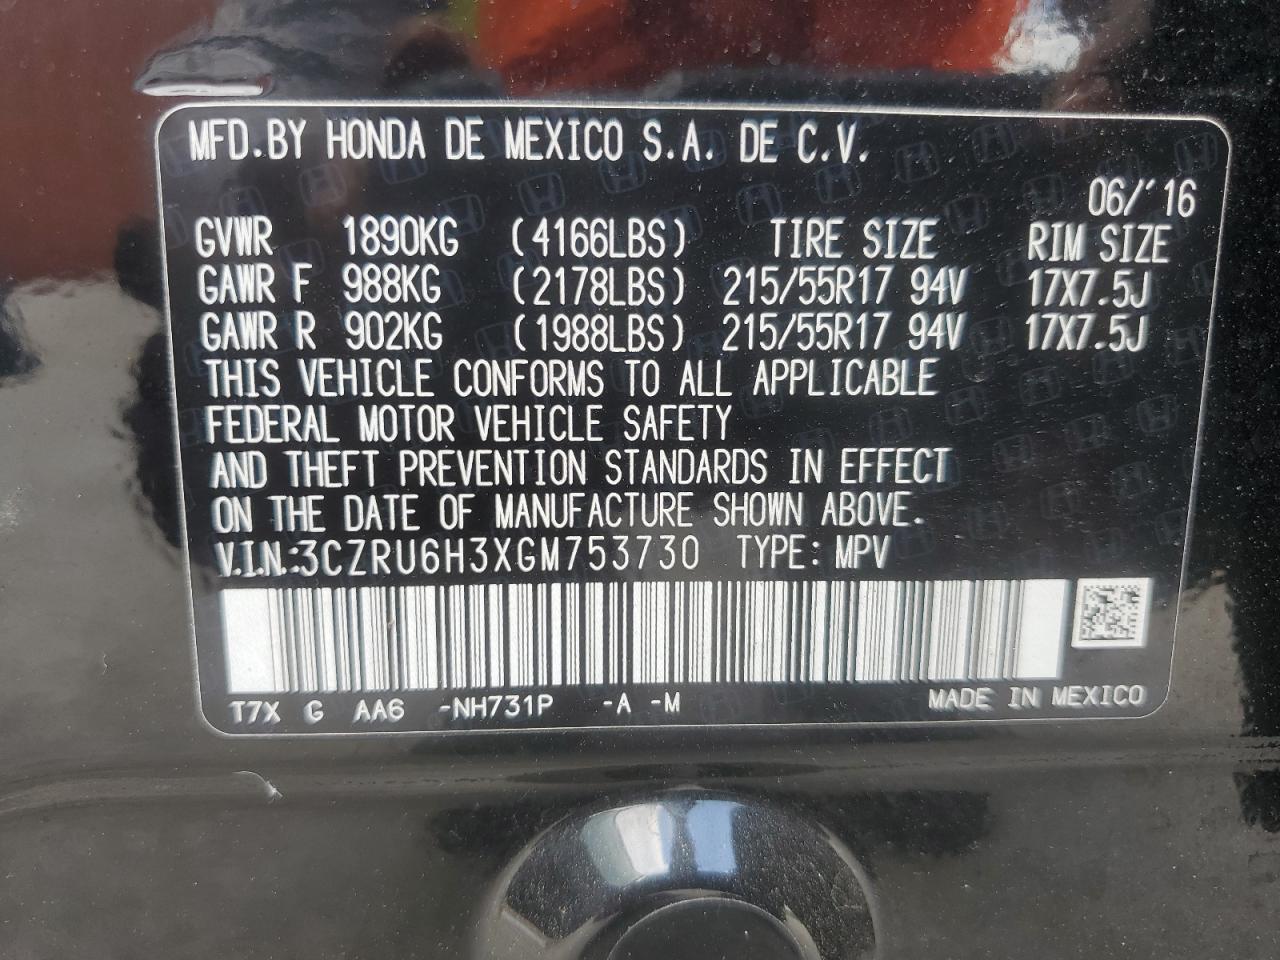 MFD.BY HONDA DE MEXICO S.A. DE C.V.
06/'16
GVWR 1890KG (4166LBS) TIRE SIZE RIM SIZE
GAWR F 988KG (2178LBS) 215/55R17 94V 17X7.5J
GAWR R 902KG (1988LBS) 215/55R17 94V 17X7.5J
THIS VEHICLE CONFORMS TO ALL APPLICABLE
FEDERAL MOTOR VEHICLE SAFETY
AND THEFT PREVENTION STANDARDS IN EFFECT
ON THE DATE OF MANUFACTURE SHOWN ABOVE.
V.I.N.:3CZRU6H3XGM753730 TYPE: MPV
T7X G AA6 -NH731P -A -M MADE IN MEXICO